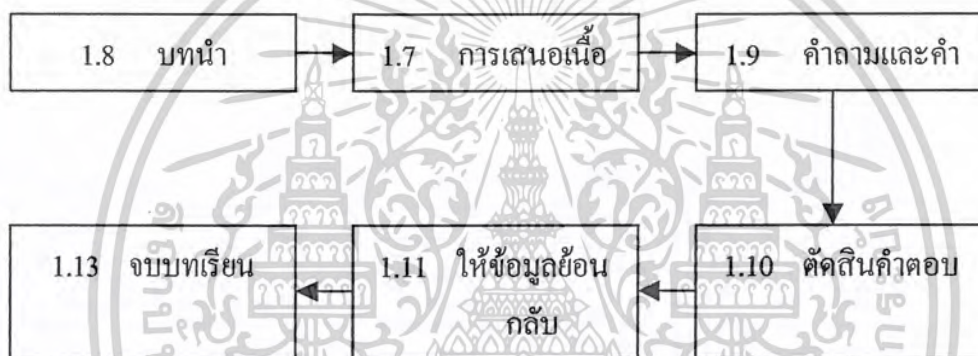 1.8 บทนำ
1.7 การเสนอเนื้อ
1.9 คำถามและคำ
1.10 ตัดสินคำตอบ
1.11 ให้ข้อมูลย้อน
กลับ
1.13 จบบทเรียน